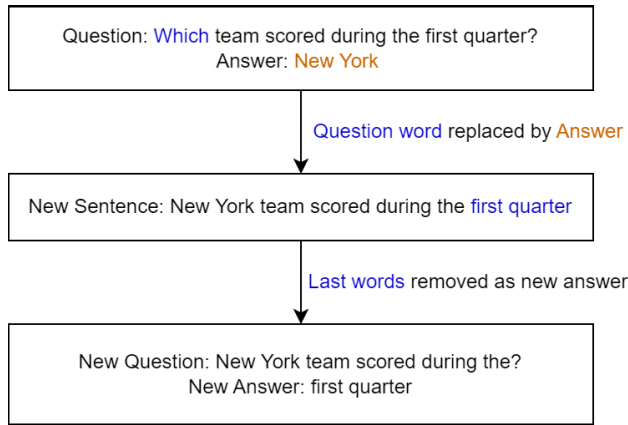 Question: Which team scored during the first quarter?
Answer: New York
Question word replaced by Answer
New Sentence: New York team scored during the first quarter
Last words removed as new answer
New Question: New York team scored during the?
New Answer: first quarter